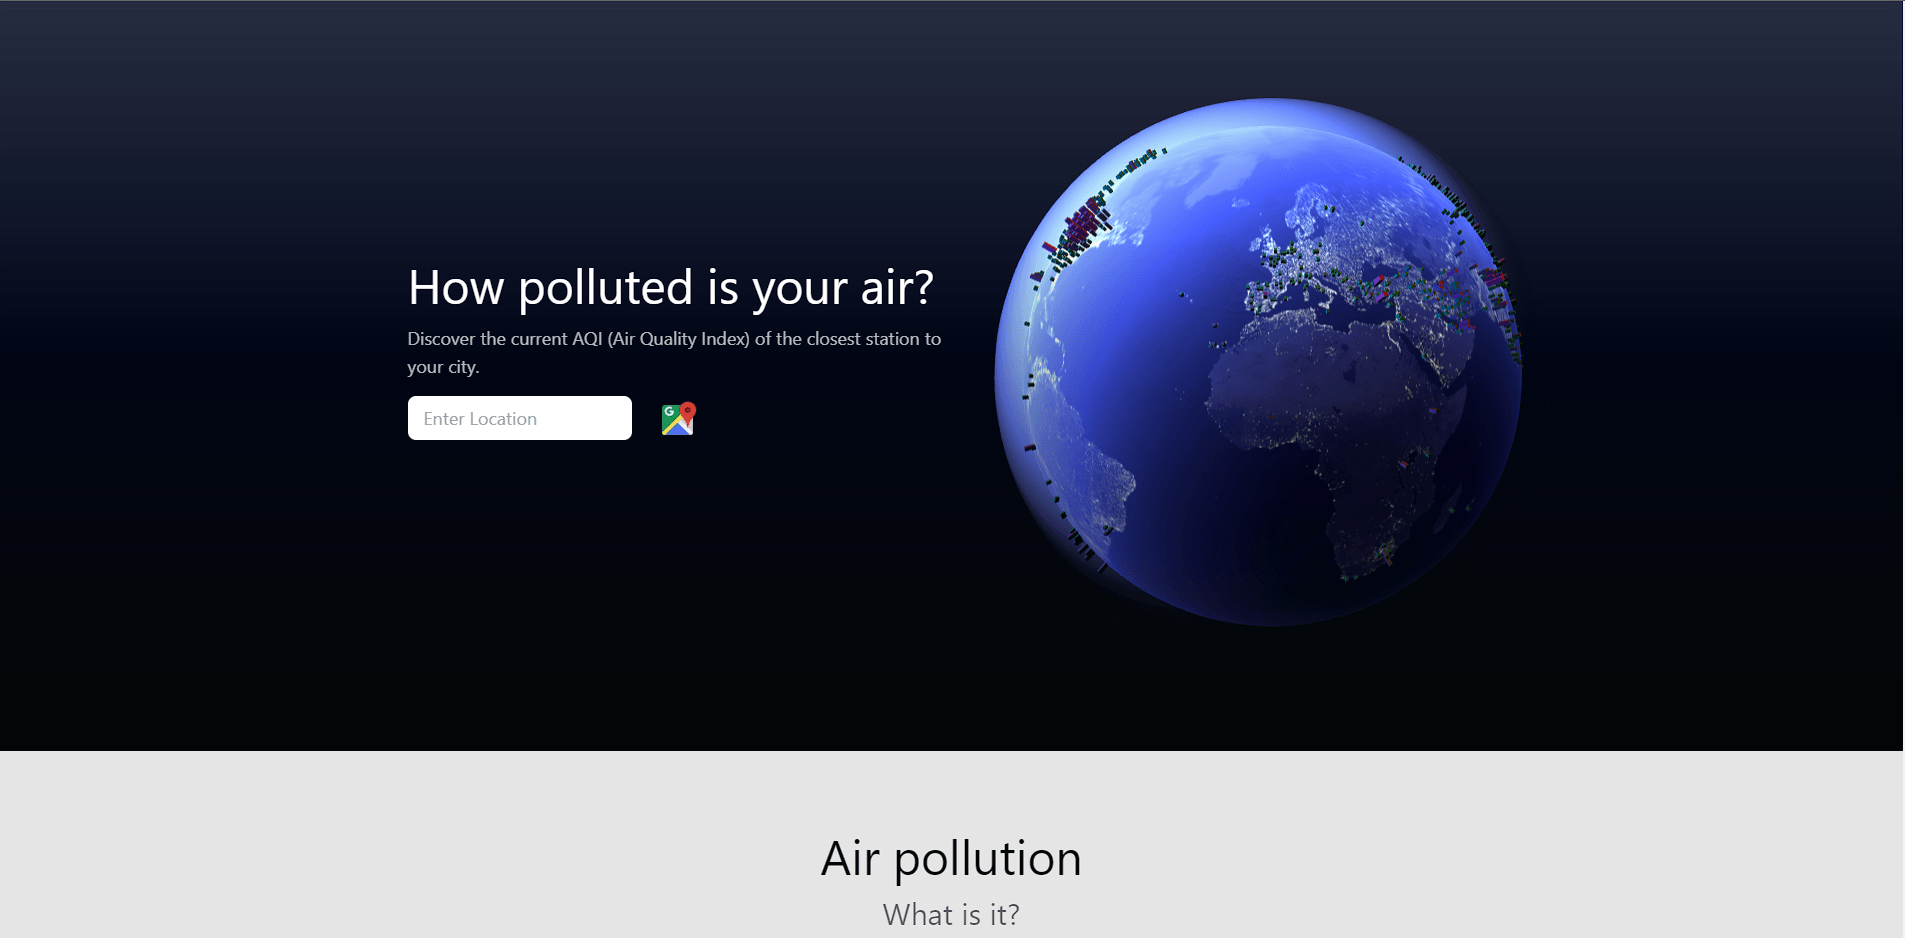 How polluted is your air?
Discover the current AQI (Air Quality Index) of the closest station to
your city.
Enter Location
G
Air pollution
What is it?